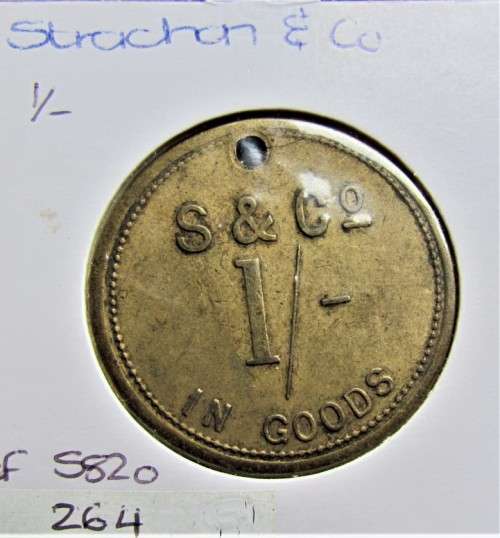 Strachan & Co
1/-
S & Cº
1/-
IN GOODS
F S820
264